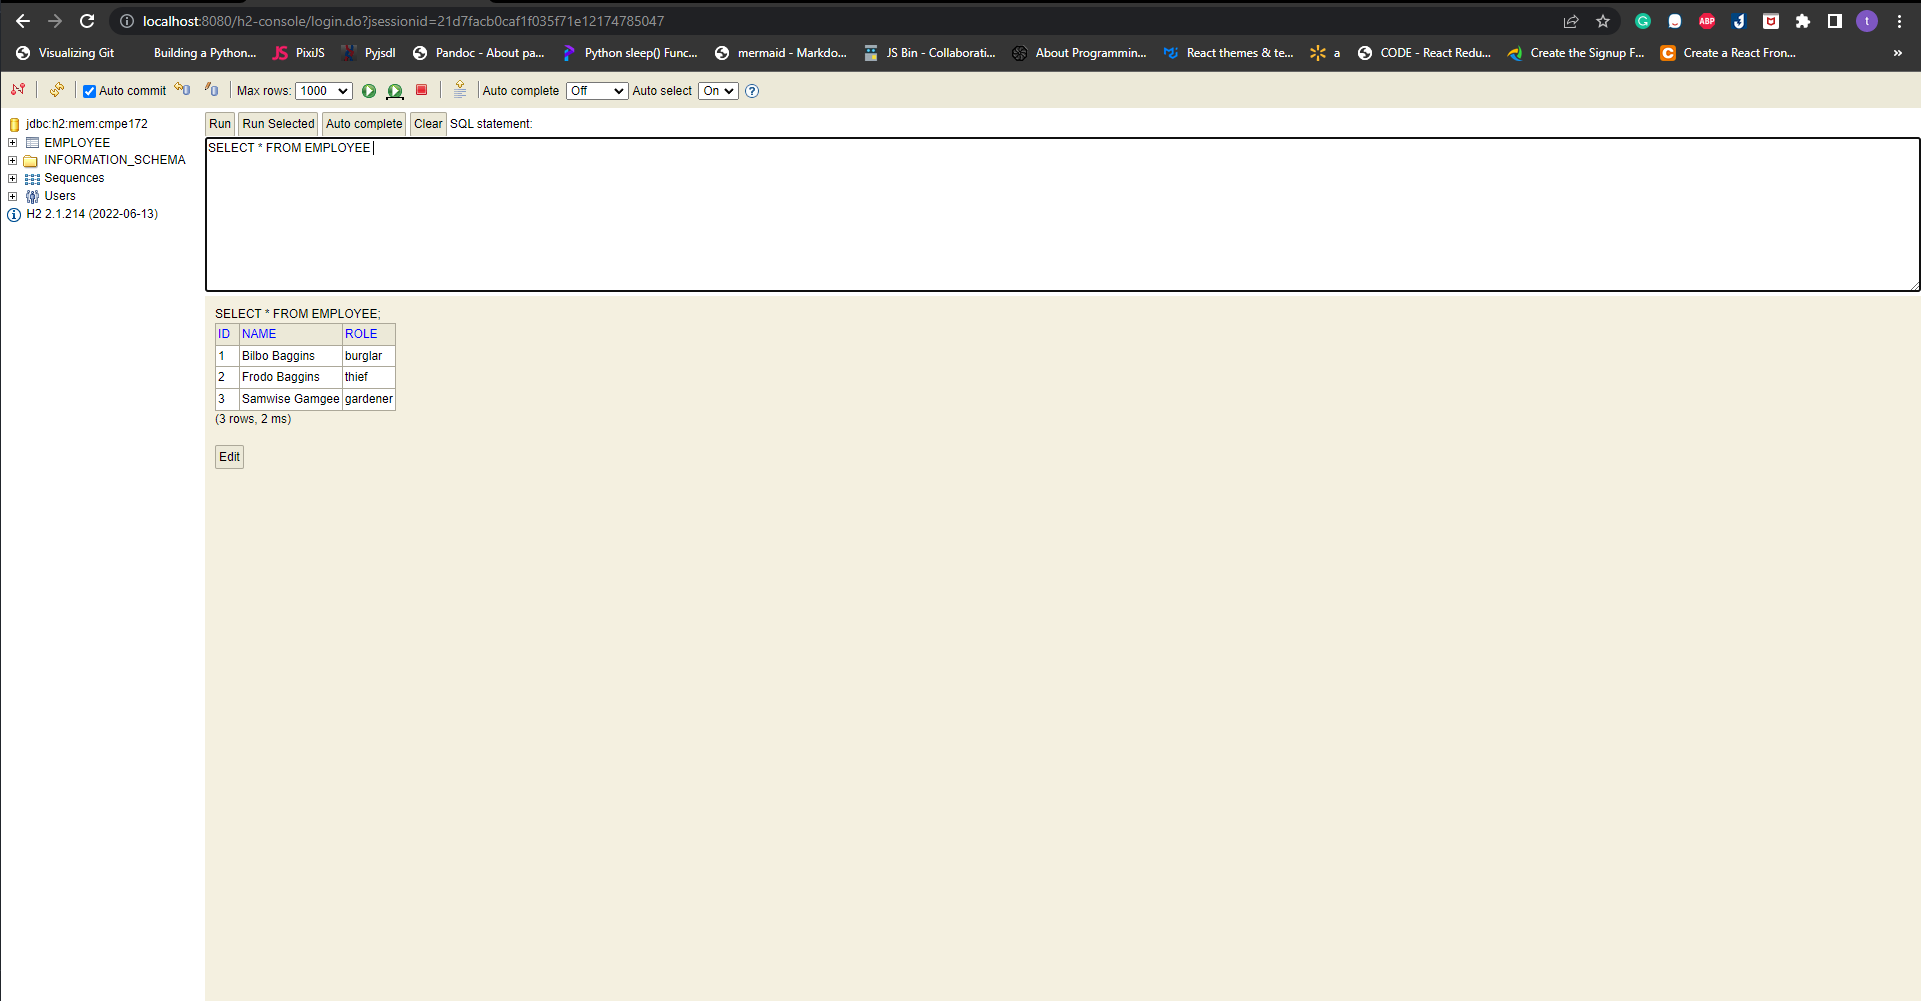 localhost:8080/h2-console/login.do?jsessionid=21d7facb0caf1f035f71e12174785047
ABP
t
Visualizing Git
Building a Python...
JS PixiJS
Pyjsdl
Pandoc - About pa...
Python sleep() Func...
mermaid - Markdo...
JS Bin - Collaborati...
About Programmin...
React themes & te...
a
CODE - React Redu...
Create the Signup F...
C Create a React Fron...
»
Auto commit
Max rows: 1000
Auto complete Off
Auto select On
?
jdbc:h2:mem:cmpe172
EMPLOYEE
INFORMATION_SCHEMA
Sequences
Users
H2 2.1.214 (2022-06-13)
Run Run Selected Auto complete Clear SQL statement:
SELECT * FROM EMPLOYEE
SELECT * FROM EMPLOYEE;
ID NAME ROLE
1 Bilbo Baggins burglar
2 Frodo Baggins thief
3 Samwise Gamgee gardener
(3 rows, 2 ms)
Edit